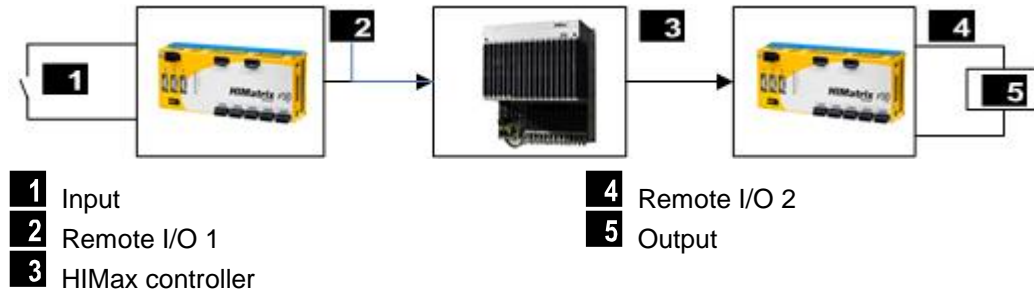 1
2
3
4
5
HIMatrix
HIMatrix
1 Input
2 Remote I/O 1
3 HIMax controller
4 Remote I/O 2
5 Output